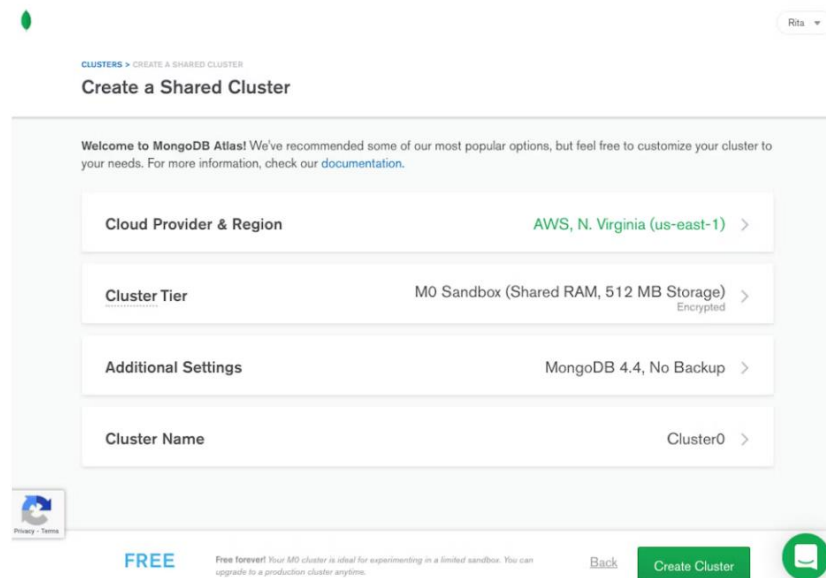 Rita
CLUSTERS > CREATE A SHARED CLUSTER
Create a Shared Cluster
Welcome to MongoDB Atlas! We've recommended some of our most popular options, but feel free to customize your cluster to
your needs. For more information, check our documentation.
Cloud Provider & Region
AWS, N. Virginia (us-east-1)
Cluster Tier
M0 Sandbox (Shared RAM, 512 MB Storage)
Encrypted
Additional Settings
MongoDB 4.4, No Backup
Cluster Name
Cluster0
Privacy - Terms
FREE
Free forever! Your M0 cluster is ideal for experimenting in a limited sandbox. You can
upgrade to a production cluster anytime.
Back
Create Cluster